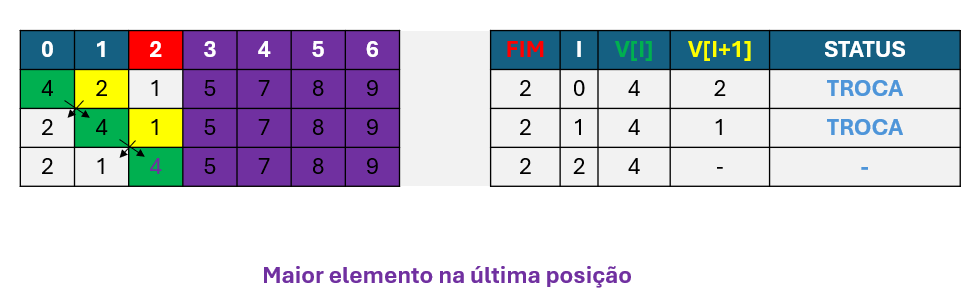 0 1 2 3 4 5 6 FIM I V[I] V[I+1] STATUS
4 2 1 5 7 8 9 2 0 4 2 TROCA
2 4 1 5 7 8 9 2 1 4 1 TROCA
2 1 4 5 7 8 9 2 2 4 - -
Maior elemento na última posição